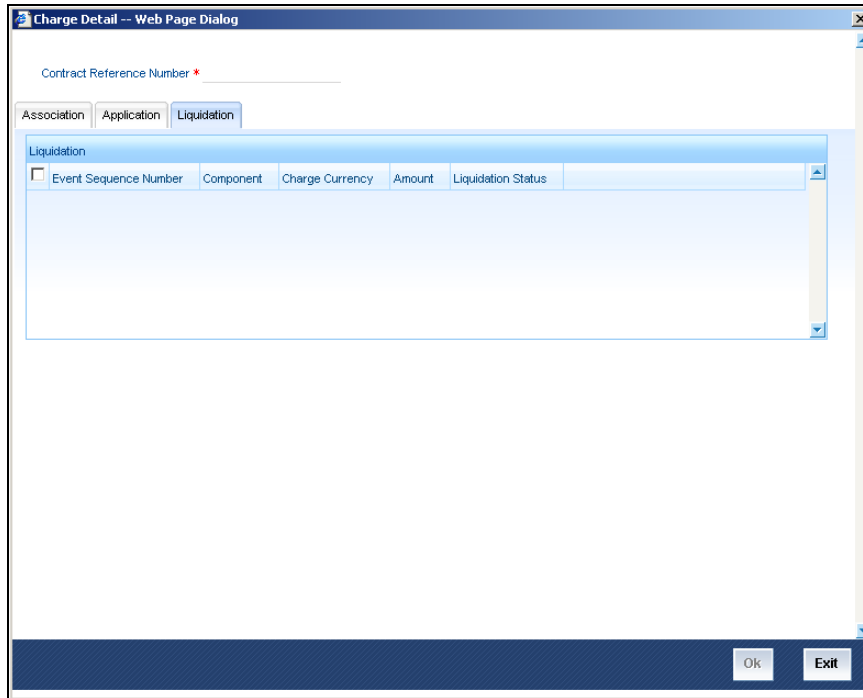 Charge Detail -- Web Page Dialog
Contract Reference Number *
Association Application Liquidation
Liquidation
Event Sequence Number Component Charge Currency Amount Liquidation Status
Ok Exit